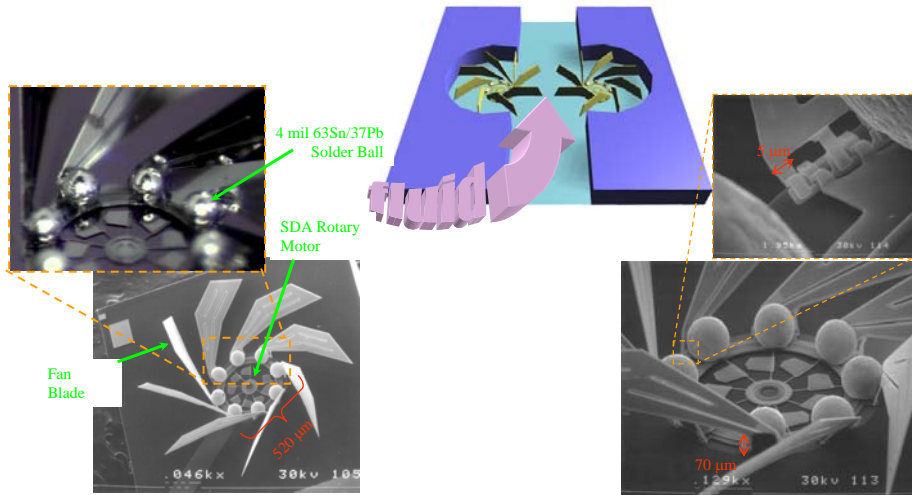 4 mil 63Sn/37Pb
Solder Ball
fluid
5 μm
SDA Rotary
Motor
1.95kx 30kv 114
Fan
Blade
520 μm
70 μm
.046kx 30kv 105
.129kx 30kv 113